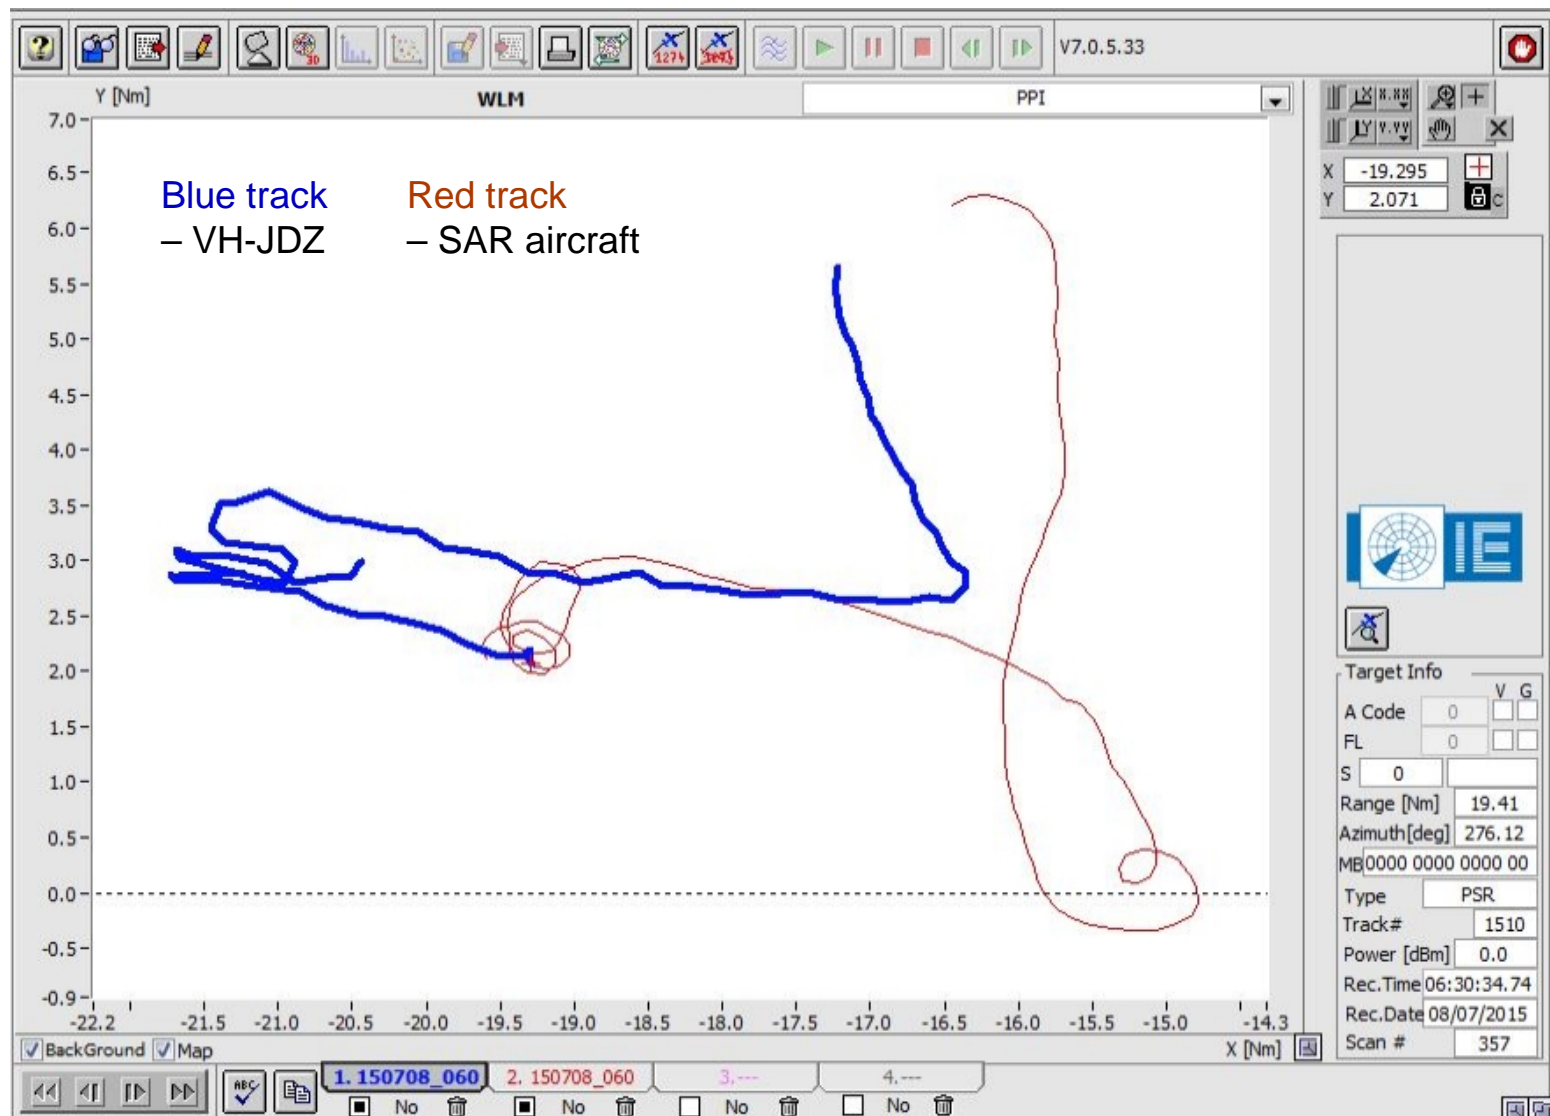 V7.0.5.33
Y [Nm]
WLM
PPI
7.0
6.5
6.0
5.5
5.0
4.5
4.0
3.5
3.0
2.5
2.0
1.5
1.0
0.5
0.0
-0.5
-0.9
Blue track
– VH-JDZ
Red track
– SAR aircraft
-22.2 -21.5 -21.0 -20.5 -20.0 -19.5 -19.0 -18.5 -18.0 -17.5 -17.0 -16.5 -16.0 -15.5 -15.0 -14.3
X [Nm]
X -19.295
Y 2.071
C
IE
Target Info
V G
A Code 0
FL 0
S 0
Range [Nm] 19.41
Azimuth[deg] 276.12
MB 0000 0000 0000 00
Type PSR
Track# 1510
Power [dBm] 0.0
Rec.Time 06:30:34.74
Rec.Date 08/07/2015
Scan # 357
BackGround Map
ABC
1. 150708_060 2. 150708_060 3.--- 4.---
No No No No